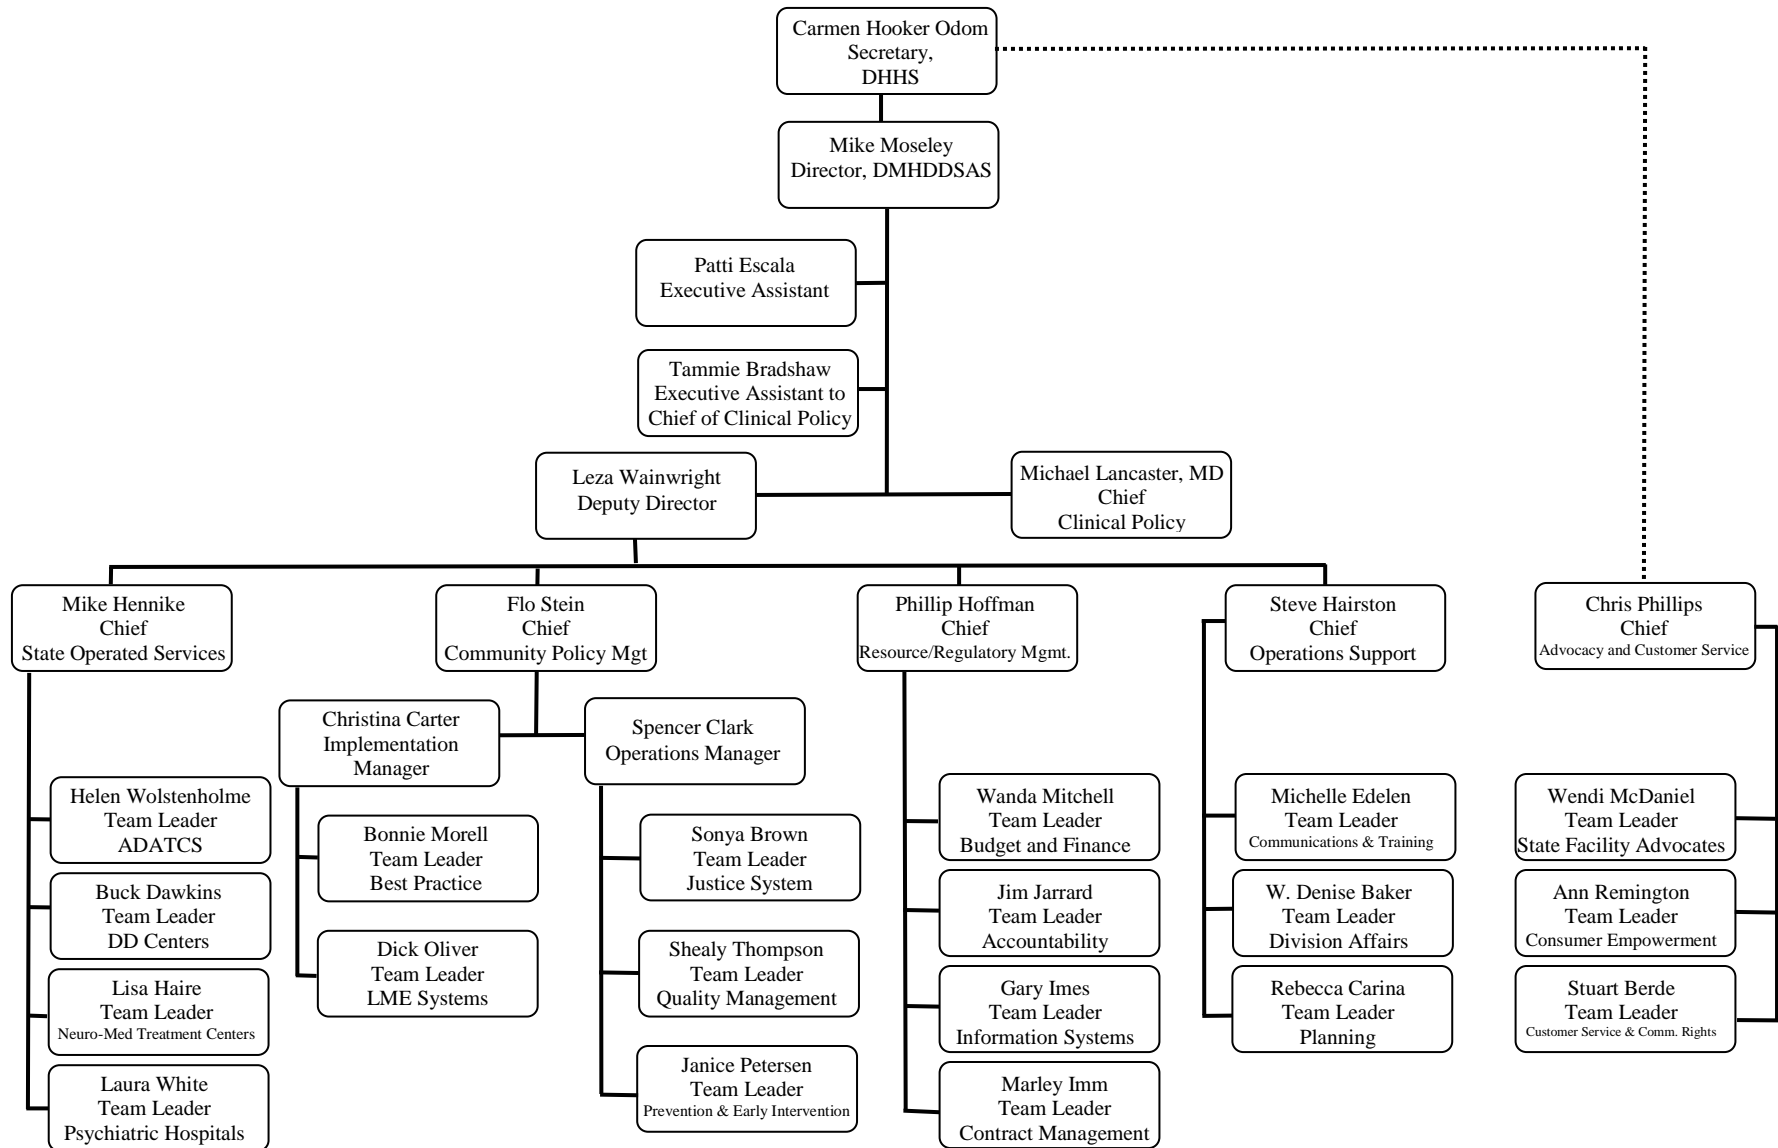 Carmen Hooker Odom
Secretary,
DHHS
Mike Moseley
Director, DMHDDSAS
Patti Escala
Executive Assistant
Tammie Bradshaw
Executive Assistant to
Chief of Clinical Policy
Leza Wainwright
Deputy Director
Michael Lancaster, MD
Chief
Clinical Policy
Mike Hennike
Chief
State Operated Services
Flo Stein
Chief
Community Policy Mgt
Phillip Hoffman
Chief
Resource/Regulatory Mgmt.
Steve Hairston
Chief
Operations Support
Chris Phillips
Chief
Advocacy and Customer Service
Christina Carter
Implementation
Manager
Spencer Clark
Operations Manager
Helen Wolstenholme
Team Leader
ADATCS
Buck Dawkins
Team Leader
DD Centers
Lisa Haire
Team Leader
Neuro-Med Treatment Centers
Laura White
Team Leader
Psychiatric Hospitals
Bonnie Morell
Team Leader
Best Practice
Dick Oliver
Team Leader
LME Systems
Sonya Brown
Team Leader
Justice System
Shealy Thompson
Team Leader
Quality Management
Janice Petersen
Team Leader
Prevention & Early Intervention
Wanda Mitchell
Team Leader
Budget and Finance
Jim Jarrard
Team Leader
Accountability
Gary Imes
Team Leader
Information Systems
Marley Imm
Team Leader
Contract Management
Michelle Edelen
Team Leader
Communications & Training
W. Denise Baker
Team Leader
Division Affairs
Rebecca Carina
Team Leader
Planning
Wendi McDaniel
Team Leader
State Facility Advocates
Ann Remington
Team Leader
Consumer Empowerment
Stuart Berde
Team Leader
Customer Service & Comm. Rights